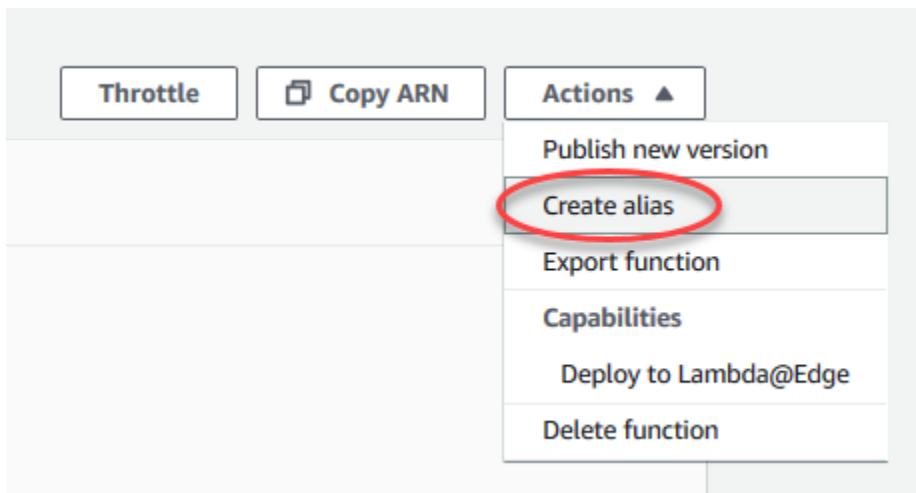 Throttle Copy ARN Actions
Publish new version
Create alias
Export function
Capabilities
Deploy to Lambda@Edge
Delete function